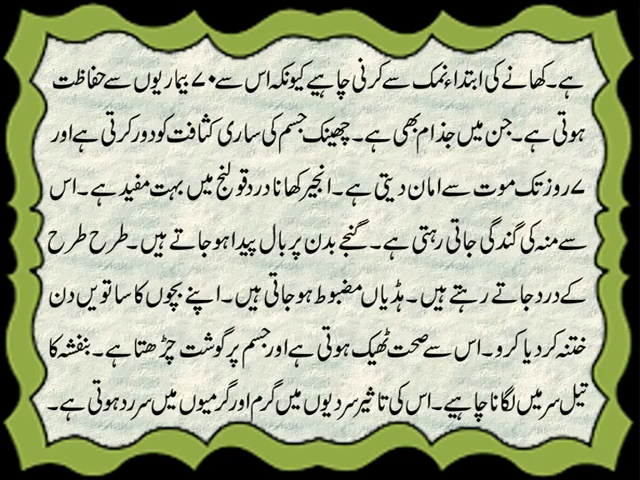 ہے۔ کھانے کی ابتداء نمک سے کرنی چاہیے کیونکہ اس سے ۷۰ بیماریوں سے حفاظت
ہوتی ہے۔ جن میں جذام بھی ہے۔ چھینک جسم کی ساری کثافت کو دور کرتی ہے اور
۷ روز تک موت سے امان دیتی ہے۔ انجیر کھانا درد قولنج میں بہت مفید ہے۔ اس
سے منہ کی گندگی جاتی رہتی ہے۔ گنجے بدن پر بال پیدا ہو جاتے ہیں۔ طرح طرح
کے درد جاتے رہتے ہیں۔ ہڈیاں مضبوط ہو جاتی ہیں۔ اپنے بچوں کا ساتویں دن
ختنہ کر دیا کرو۔ اس سے صحت ٹھیک ہوتی ہے اور جسم پر گوشت چڑھتا ہے۔ بنفشہ کا
تیل سر میں لگانا چاہیے۔ اس کی تاثیر سردیوں میں گرم اور گرمیوں میں سرد ہوتی ہے۔